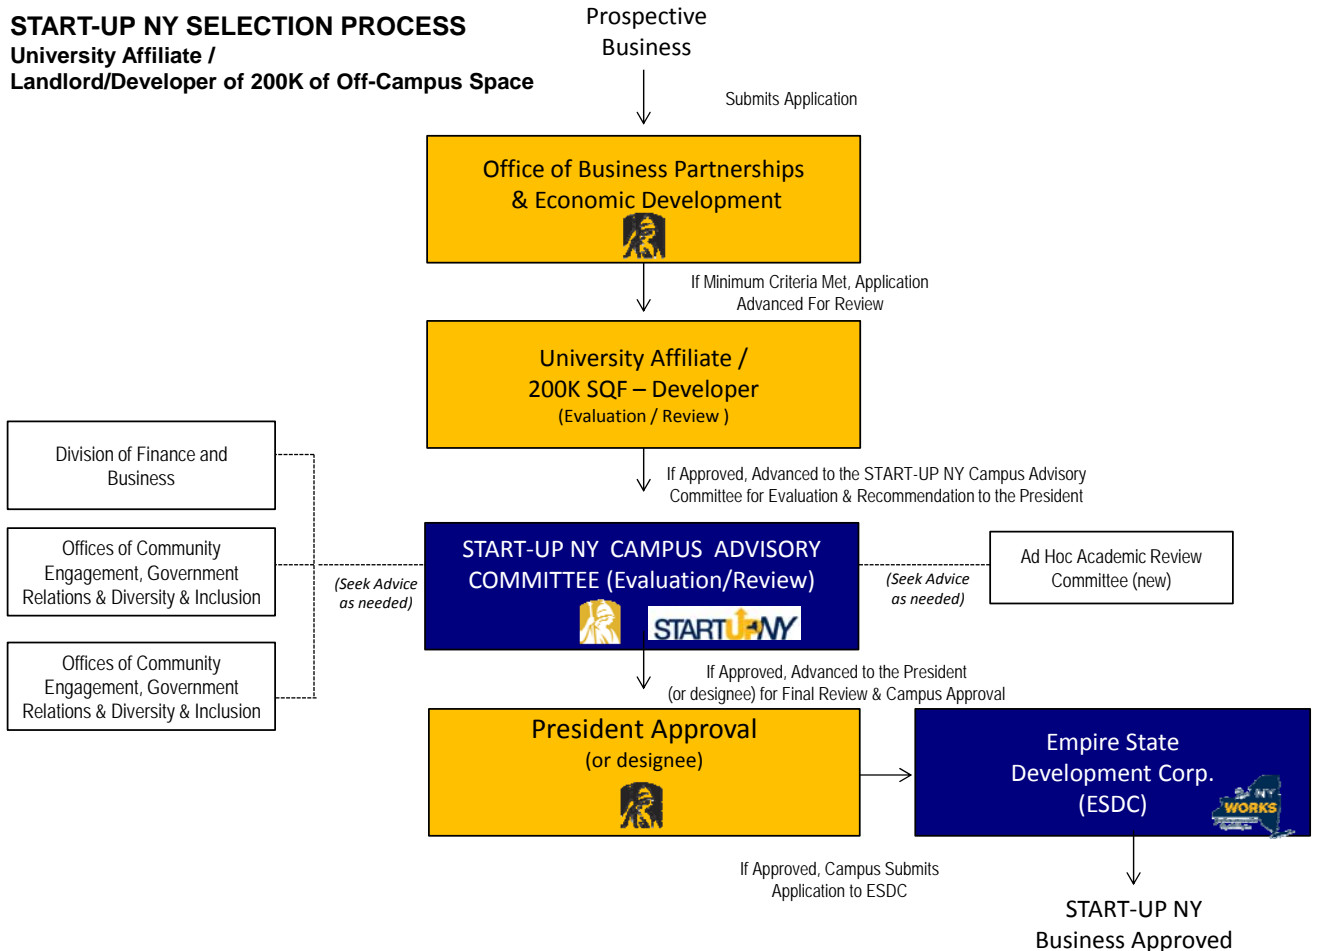 START-UP NY SELECTION PROCESS
University Affiliate /
Landlord/Developer of 200K of Off-Campus Space
Prospective
Business
Submits Application
Office of Business Partnerships
& Economic Development
If Minimum Criteria Met, Application
Advanced For Review
University Affiliate /
200K SQF – Developer
(Evaluation / Review )
If Approved, Advanced to the START-UP NY Campus Advisory
Committee for Evaluation & Recommendation to the President
Division of Finance and
Business
Offices of Community
Engagement, Government
Relations & Diversity & Inclusion
Offices of Community
Engagement, Government
Relations & Diversity & Inclusion
(Seek Advice
as needed)
START-UP NY CAMPUS ADVISORY
COMMITTEE (Evaluation/Review)
STARTUPNY
(Seek Advice
as needed)
Ad Hoc Academic Review
Committee (new)
If Approved, Advanced to the President
(or designee) for Final Review & Campus Approval
President Approval
(or designee)
Empire State
Development Corp.
(ESDC)
NY
WORKS
If Approved, Campus Submits
Application to ESDC
START-UP NY
Business Approved